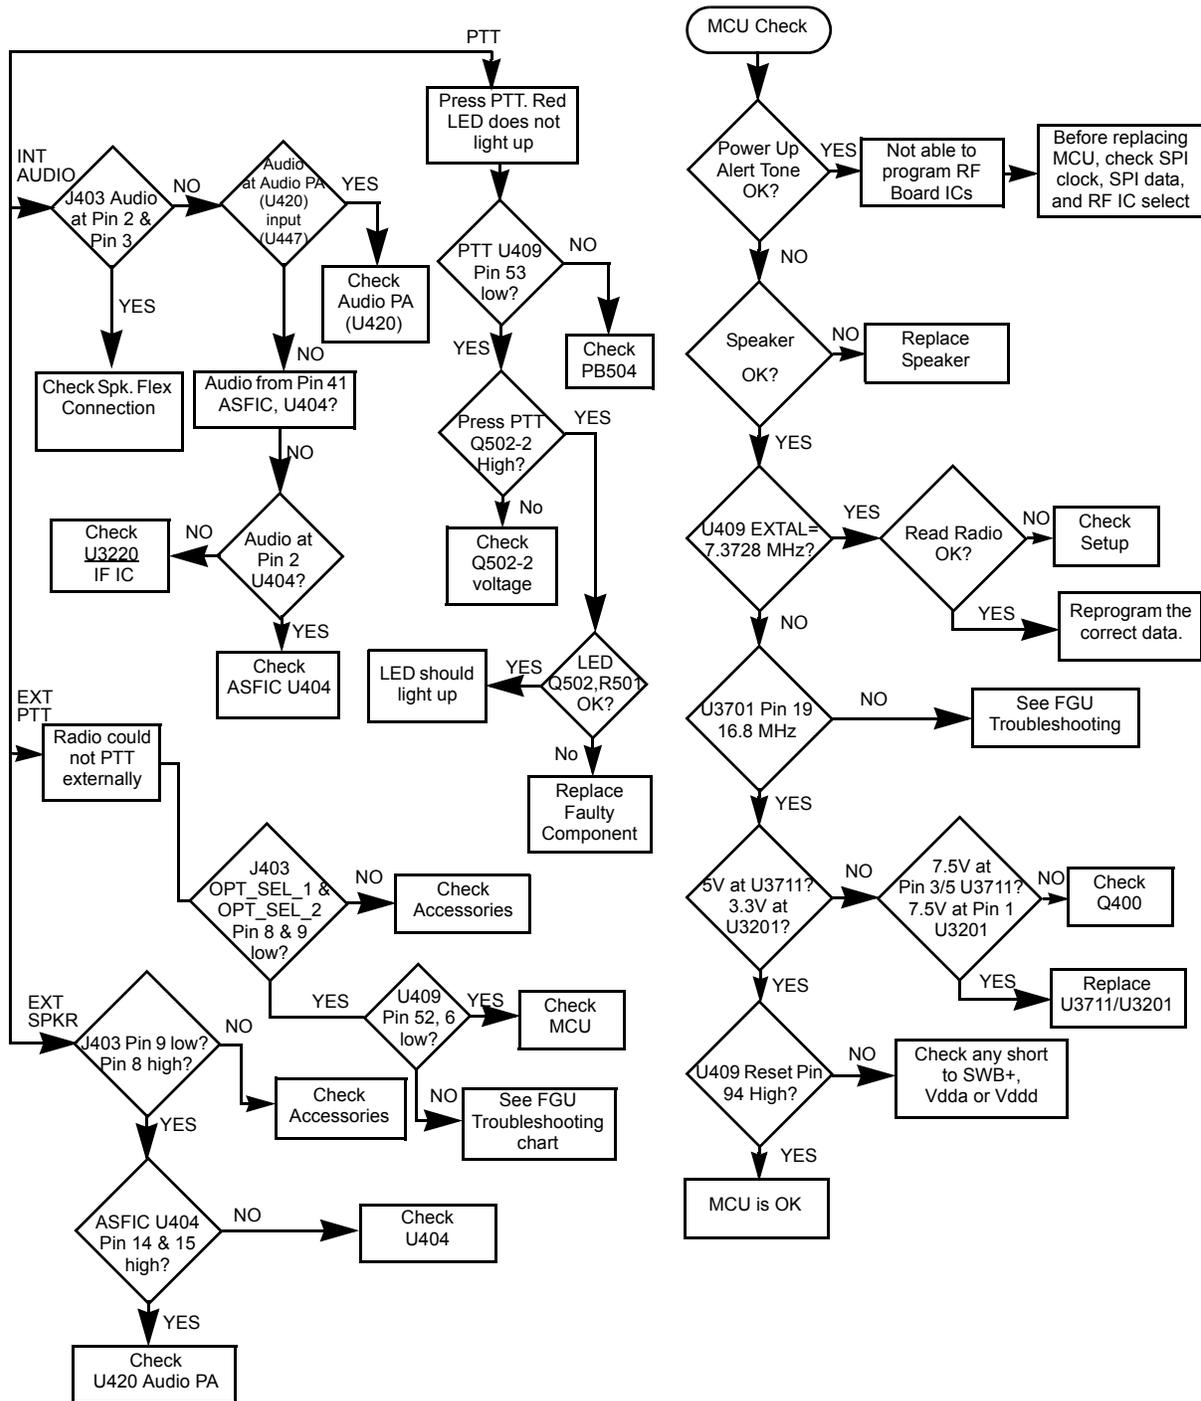 PTT
Press PTT. Red
LED does not
light up
INT
AUDIO
J403 Audio
at Pin 2 &
Pin 3
NO
Audio
at Audio PA
(U420)
input
(U447)
YES
Check
Audio PA
(U420)
YES
Check Spk. Flex
Connection
NO
Audio from Pin 41
ASFIC, U404?
NO
Audio at
Pin 2
U404?
NO
Check
U3220
IF IC
YES
Check
ASFIC U404
PTT U409
Pin 53
low?
NO
Check
PB504
YES
Press PTT
Q502-2
High?
YES
No
Check
Q502-2
voltage
LED
Q502,R501
OK?
YES
LED should
light up
No
Replace
Faulty
Component
EXT
PTT
Radio could
not PTT
externally
J403
OPT_SEL_1 &
OPT_SEL_2
Pin 8 & 9
low?
NO
Check
Accessories
YES
U409
Pin 52, 6
low?
YES
Check
MCU
NO
See FGU
Troubleshooting
chart
EXT
SPKR
J403 Pin 9 low?
Pin 8 high?
NO
Check
Accessories
YES
ASFIC U404
Pin 14 & 15
high?
NO
Check
U404
YES
Check
U420 Audio PA
MCU Check
Power Up
Alert Tone
OK?
YES
Not able to
program RF
Board ICs
Before replacing
MCU, check SPI
clock, SPI data,
and RF IC select
NO
Speaker
OK?
NO
Replace
Speaker
YES
U409 EXTAL=
7.3728 MHz?
YES
Read Radio
OK?
NO
Check
Setup
YES
Reprogram the
correct data.
NO
U3701 Pin 19
16.8 MHz
NO
See FGU
Troubleshooting
YES
5V at U3711?
3.3V at
U3201?
NO
7.5V at
Pin 3/5 U3711?
7.5V at Pin 1
U3201
NO
Check
Q400
YES
Replace
U3711/U3201
YES
U409 Reset Pin
94 High?
NO
Check any short
to SWB+,
Vdda or Vddd
YES
MCU is OK